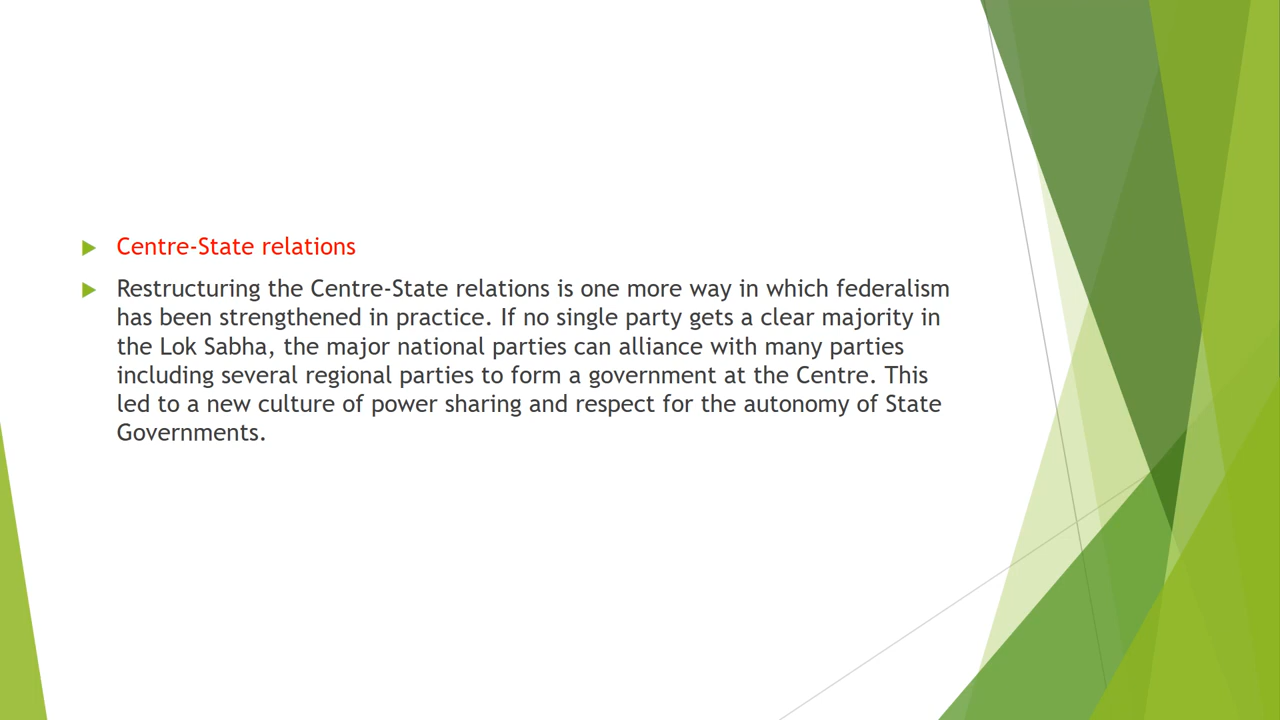 Centre-State relations
Restructuring the Centre-State relations is one more way in which federalism
has been strengthened in practice. If no single party gets a clear majority in
the Lok Sabha, the major national parties can alliance with many parties
including several regional parties to form a government at the Centre. This
led to a new culture of power sharing and respect for the autonomy of State
Governments.